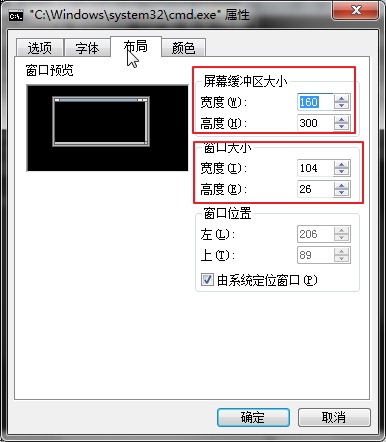 "C:\Windows\system32\cmd.exe" 属性
选项 字体 布局 颜色
窗口预览
屏幕缓冲区大小
宽度(W): 160
高度(H): 300
窗口大小
宽度(I): 104
高度(E): 26
窗口位置
左(L): 206
上(T): 89
由系统定位窗口(P)
确定 取消